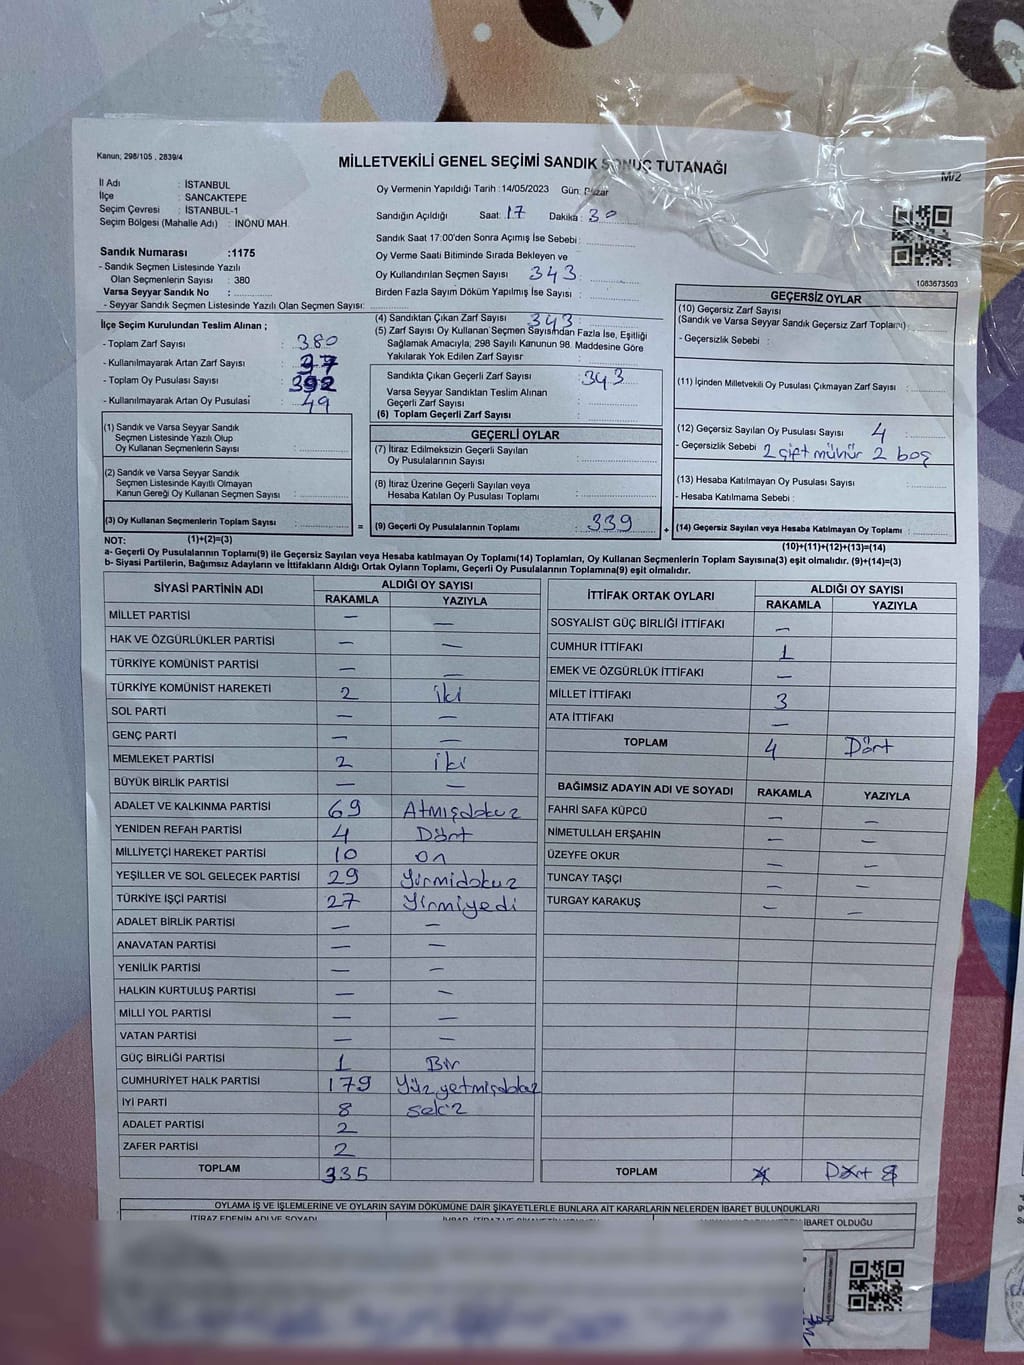 Kanun, 298/105 , 2839/4
MİLLETVEKİLİ GENEL SEÇİMİ SANDIK SONUÇ TUTANAĞI
M/2
İl Adı : İSTANBUL
İlçe : SANCAKTEPE
Seçim Çevresi : İSTANBUL-1
Seçim Bölgesi (Mahalle Adı) : İNÖNÜ MAH.
Oy Vermenin Yapıldığı Tarih :14/05/2023 Gün: Pazar
Sandığın Açıldığı Saat: 17 Dakika : 30
Sandık Saat 17:00'den Sonra Açımış İse Sebebi :
Oy Verme Saati Bitiminde Sırada Bekleyen ve
Oy Kullandırılan Seçmen Sayısı : 343
Birden Fazla Sayım Döküm Yapılmış İse Sayısı :
1083673503
Sandık Numarası :1175
- Sandık Seçmen Listesinde Yazılı
Olan Seçmenlerin Sayısı : 380
Varsa Seyyar Sandık No :
- Seyyar Sandık Seçmen Listesinde Yazılı Olan Seçmen Sayısı:
İlçe Seçim Kurulundan Teslim Alınan ;
- Toplam Zarf Sayısı : 380
- Kullanılmayarak Artan Zarf Sayısı : 37
- Toplam Oy Pusulası Sayısı : 392
- Kullanılmayarak Artan Oy Pusulası : 49
(4) Sandıktan Çıkan Zarf Sayısı : 343
(5) Zarf Sayısı Oy Kullanan Seçmen Sayısından Fazla İse, Eşitliği
Sağlamak Amacıyla; 298 Sayılı Kanunun 98. Maddesine Göre
Yakılarak Yok Edilen Zarf Sayısı
Sandıkta Çıkan Geçerli Zarf Sayısı : 343
Varsa Seyyar Sandıktan Teslim Alınan
Geçerli Zarf Sayısı :
(6) Toplam Geçerli Zarf Sayısı :
GEÇERSİZ OYLAR
(10) Geçersiz Zarf Sayısı
(Sandık ve Varsa Seyyar Sandık Geçersiz Zarf Toplamı) :
- Geçersizlik Sebebi :
(11) İçinden Milletvekili Oy Pusulası Çıkmayan Zarf Sayısı :
(12) Geçersiz Sayılan Oy Pusulası Sayısı : 4
- Geçersizlik Sebebi : 2 çift mühür 2 boş
(13) Hesaba Katılmayan Oy Pusulası Sayısı :
- Hesaba Katılmama Sebebi :
(1) Sandık ve Varsa Seyyar Sandık
Seçmen Listesinde Yazılı Olup
Oy Kullanan Seçmenlerin Sayısı :
(2) Sandık ve Varsa Seyyar Sandık
Seçmen Listesinde Kayıtlı Olmayan
Kanun Gereği Oy Kullanan Seçmen Sayısı :
GEÇERLİ OYLAR
(7) İtiraz Edilmeksizin Geçerli Sayılan
Oy Pusulalarının Sayısı :
(8) İtiraz Üzerine Geçerli Sayılan veya
Hesaba Katılan Oy Pusulası Toplamı :
(3) Oy Kullanan Seçmenlerin Toplam Sayısı : = (9) Geçerli Oy Pusulalarının Toplamı : 339 + (14) Geçersiz Sayılan veya Hesaba Katılmayan Oy Toplamı :
NOT: (1)+(2)=(3) (10)+(11)+(12)+(13)=(14)
a- Geçerli Oy Pusulalarının Toplamı(9) ile Geçersiz Sayılan veya Hesaba katılmayan Oy Toplamı(14) Toplamları, Oy Kullanan Seçmenlerin Toplam Sayısına(3) eşit olmalıdır. (9)+(14)=(3)
b- Siyasi Partilerin, Bağımsız Adayların ve İttifakların Aldığı Ortak Oyların Toplamı, Geçerli Oy Pusulalarının Toplamına(9) eşit olmalıdır.
SİYASİ PARTİNİN ADI ALDIĞI OY SAYISI
RAKAMLA YAZIYLA
MİLLET PARTİSİ — —
HAK VE ÖZGÜRLÜKLER PARTİSİ — —
TÜRKİYE KOMÜNİST PARTİSİ — —
TÜRKİYE KOMÜNİST HAREKETİ 2 iki
SOL PARTİ — —
GENÇ PARTİ — —
MEMLEKET PARTİSİ 2 iki
BÜYÜK BİRLİK PARTİSİ — —
ADALET VE KALKINMA PARTİSİ 69 Atmışdokuz
YENİDEN REFAH PARTİSİ 4 Dört
MİLLİYETÇİ HAREKET PARTİSİ 10 on
YEŞİLLER VE SOL GELECEK PARTİSİ 29 Yirmidokuz
TÜRKİYE İŞÇİ PARTİSİ 27 Yirmiyedi
ADALET BİRLİK PARTİSİ — —
ANAVATAN PARTİSİ — —
YENİLİK PARTİSİ — —
HALKIN KURTULUŞ PARTİSİ — —
MİLLİ YOL PARTİSİ — —
VATAN PARTİSİ — —
GÜÇ BİRLİĞİ PARTİSİ 1 Bir
CUMHURİYET HALK PARTİSİ 179 Yüzyetmişdokuz
İYİ PARTİ 8 sekiz
ADALET PARTİSİ 2
ZAFER PARTİSİ 2
TOPLAM 335
İTTİFAK ORTAK OYLARI ALDIĞI OY SAYISI
RAKAMLA YAZIYLA
SOSYALİST GÜÇ BİRLİĞİ İTTİFAKI —
CUMHUR İTTİFAKI 1
EMEK VE ÖZGÜRLÜK İTTİFAKI —
MİLLET İTTİFAKI 3
ATA İTTİFAKI —
TOPLAM 4 Dört
BAĞIMSIZ ADAYIN ADI VE SOYADI RAKAMLA YAZIYLA
FAHRİ SAFA KÜPCÜ — —
NİMETULLAH ERŞAHİN — —
ÜZEYFE OKUR — —
TUNCAY TAŞÇI — —
TURGAY KARAKUŞ — —
TOPLAM
OYLAMA İŞ VE İŞLEMLERİNE VE OYLARIN SAYIM DÖKÜMÜNE DAİR ŞİKAYETLERLE BUNLARA AİT KARARLARIN NELERDEN İBARET BULUNDUKLARI
İTİRAZ EDENİN ADI VE SOYADI
İBARET OLDUĞU